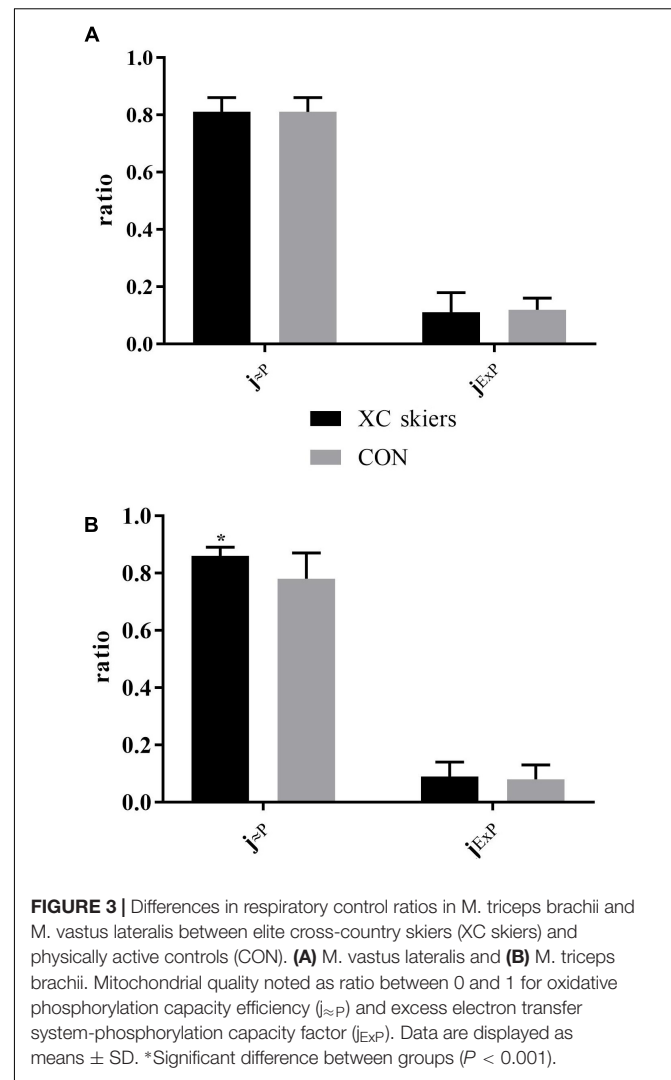 A
1.0
0.8
0.6
0.4
0.2
0.0
ratio
j≈P
jExP
XC skiers
CON
B
*
1.0
0.8
0.6
0.4
0.2
0.0
ratio
j≈P
jExP
FIGURE 3 | Differences in respiratory control ratios in M. triceps brachii and
M. vastus lateralis between elite cross-country skiers (XC skiers) and
physically active controls (CON). (A) M. vastus lateralis and (B) M. triceps
brachii. Mitochondrial quality noted as ratio between 0 and 1 for oxidative
phosphorylation capacity efficiency (j≈P) and excess electron transfer
system-phosphorylation capacity factor (jExP). Data are displayed as
means ± SD. *Significant difference between groups (P < 0.001).